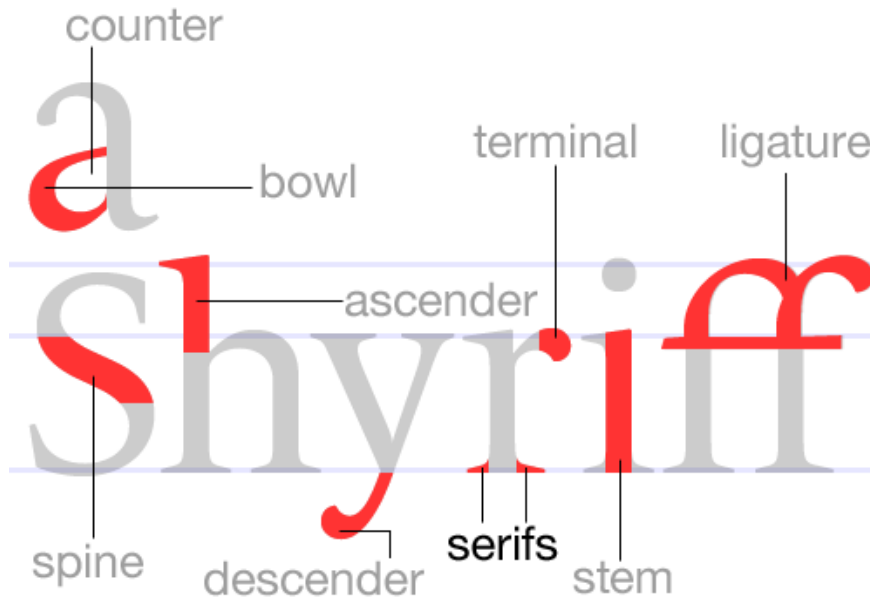 counter
a
terminal
ligature
bowl
ascender
Shyriff
serifs
spine
descender
stem